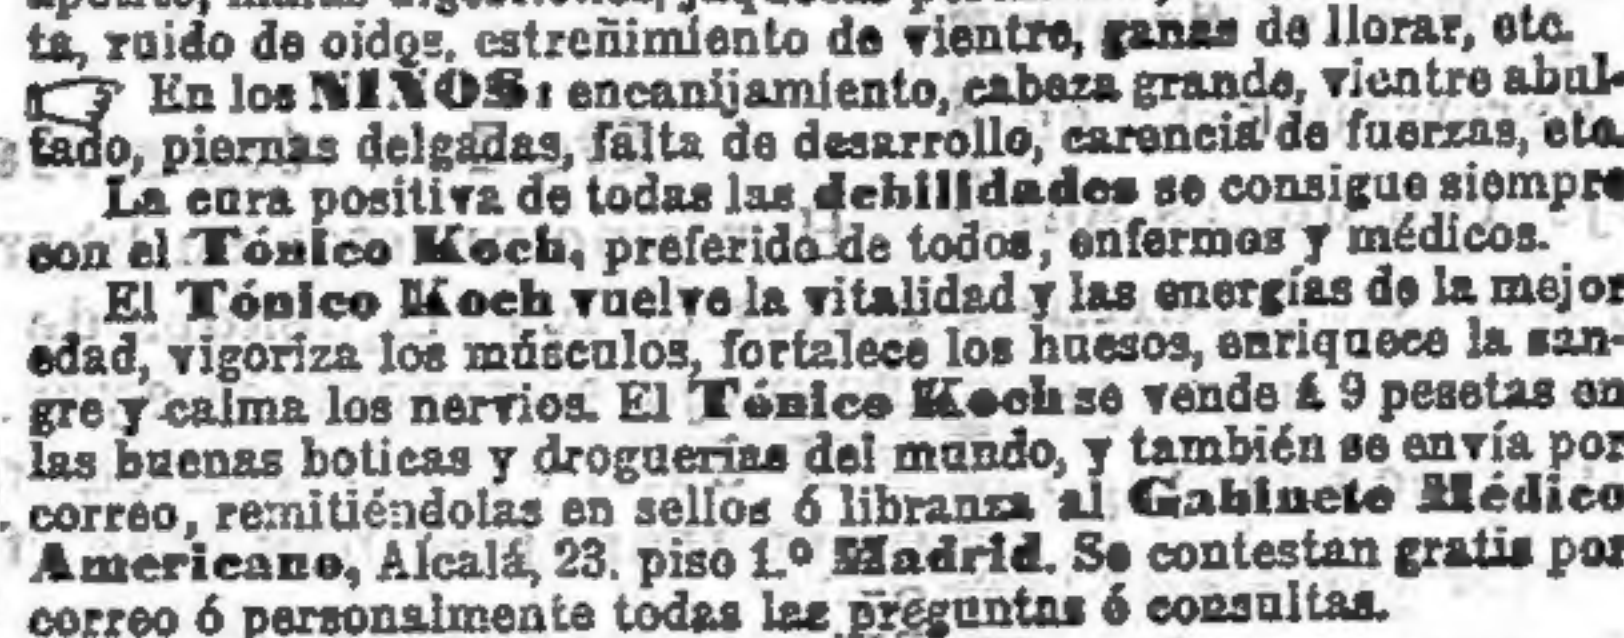 ta, ruido de oidos, estreñimiento de vientre, ganas de llorar, etc.
En los NIÑOS: encanijamiento, cabeza grande, vientre abul-
tado, piernas delgadas, falta de desarrollo, carencia de fuerzas, etc.
La cura positiva de todas las debilidades se consigue siempre
con el Tónico Koch, preferido de todos, enfermos y médicos.
El Tónico Koch vuelve la vitalidad y las energías de la mejor
edad, vigoriza los músculos, fortalece los huesos, enriquece la san-
gre y calma los nervios. El Tónico Koch se vende á 9 pesetas en
las buenas boticas y droguerías del mundo, y también se envía por
correo, remitiéndolas en sellos ó libranza al Gabinete Médico
Americano, Alcalá, 23. piso 1.º Madrid. Se contestan gratis por
correo ó personalmente todas las preguntas ó consultas.